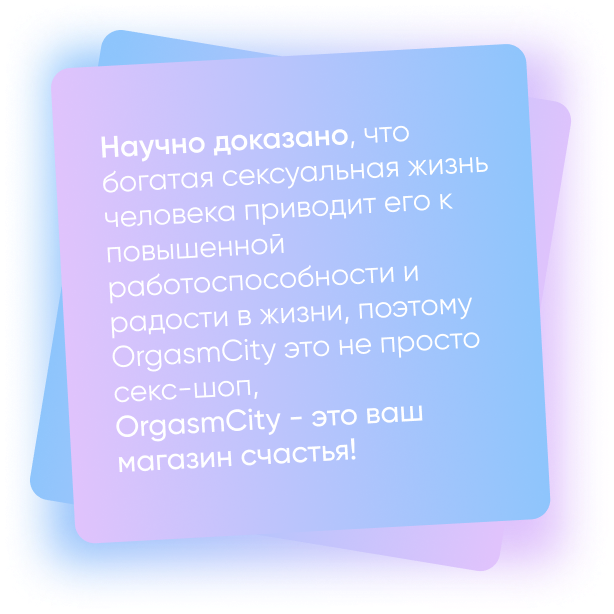 Научно доказано, что
богатая сексуальная жизнь
человека приводит его к
повышенной
работоспособности и
радости в жизни, поэтому
OrgasmCity это не просто
секс-шоп,
OrgasmCity - это ваш
магазин счастья!